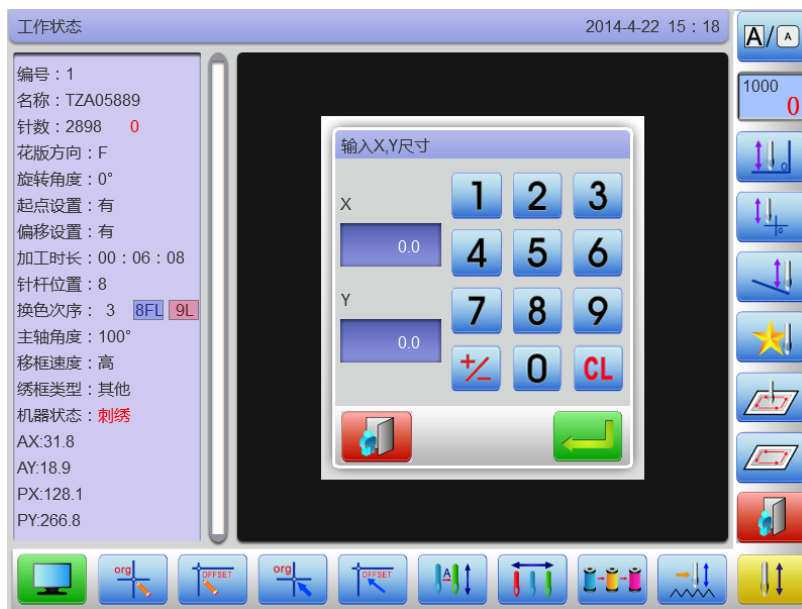 工作状态 2014-4-22 15：18
A/A
1000
0
编号：1
名称：TZA05889
针数：2898 0
花版方向：F
旋转角度：0°
起点设置：有
偏移设置：有
加工时长：00：06：08
针杆位置：8
换色次序： 3 8FL 9L
主轴角度：100°
移框速度：高
绣框类型：其他
机器状态：刺绣
AX:31.8
AY:18.9
PX:128.1
PY:266.8
输入X,Y尺寸
X
0.0
Y
0.0
1 2 3
4 5 6
7 8 9
+/- 0 CL
org OFFSET org OFFSET A